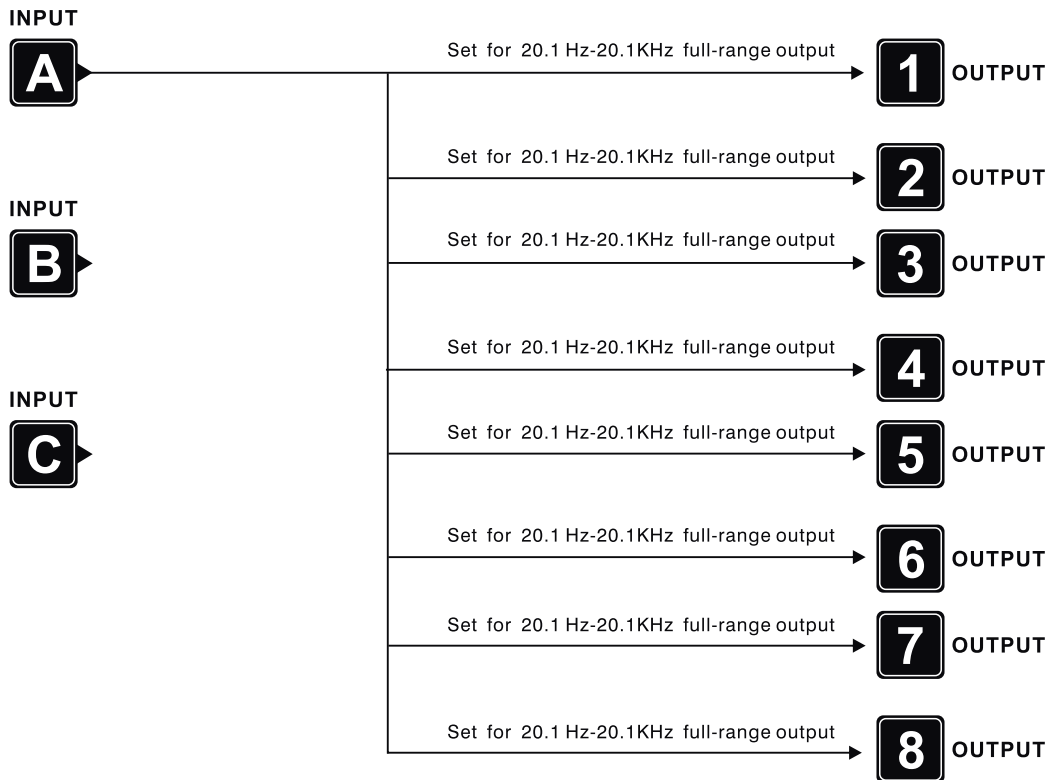 INPUT
A
Set for 20.1 Hz-20.1KHz full-range output
1 OUTPUT
Set for 20.1 Hz-20.1KHz full-range output
2 OUTPUT
INPUT
B
Set for 20.1 Hz-20.1KHz full-range output
3 OUTPUT
Set for 20.1 Hz-20.1KHz full-range output
4 OUTPUT
INPUT
C
Set for 20.1 Hz-20.1KHz full-range output
5 OUTPUT
Set for 20.1 Hz-20.1KHz full-range output
6 OUTPUT
Set for 20.1 Hz-20.1KHz full-range output
7 OUTPUT
Set for 20.1 Hz-20.1KHz full-range output
8 OUTPUT